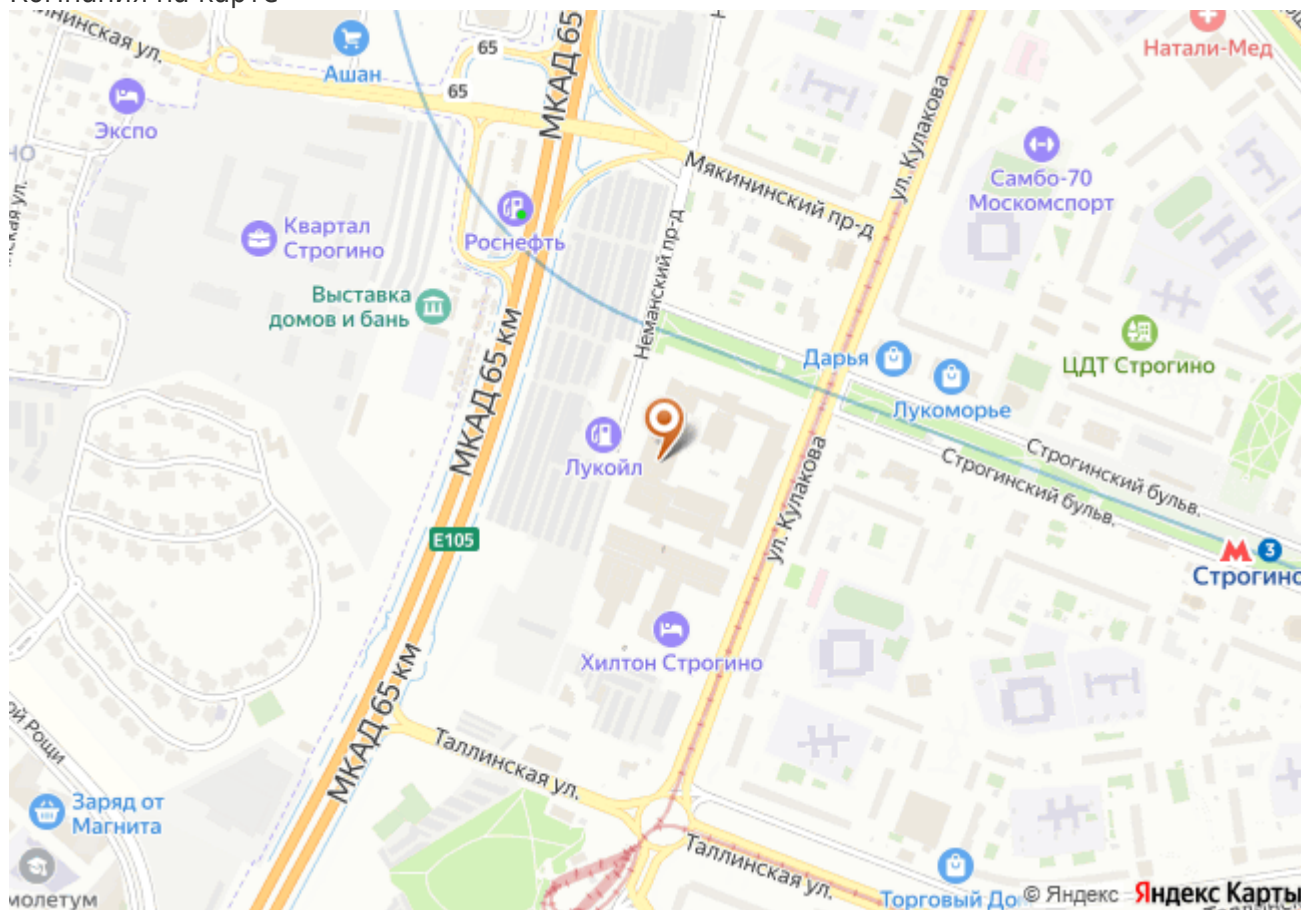 Компания на карте
Ашан
65
65
МКАД 65
Натали-Мед
Экспо
ул. Кулакова
Самбо-70
Москомспорт
Мякининский пр-д
Квартал
Строгино
Роснефть
Неманский пр-д
Выставка
домов и бань
МКАД 65 км
Дарья
ЦДТ Строгино
Лукоморье
Лукойл
Строгинский бульв.
Строгинский бульв.
ул. Кулакова
E105
3
Строгино
Хилтон Строгино
МКАД 65 км
Таллинская ул.
Заряд от
Магнита
Таллинская ул.
Торговый До
© Яндекс Яндекс Карты